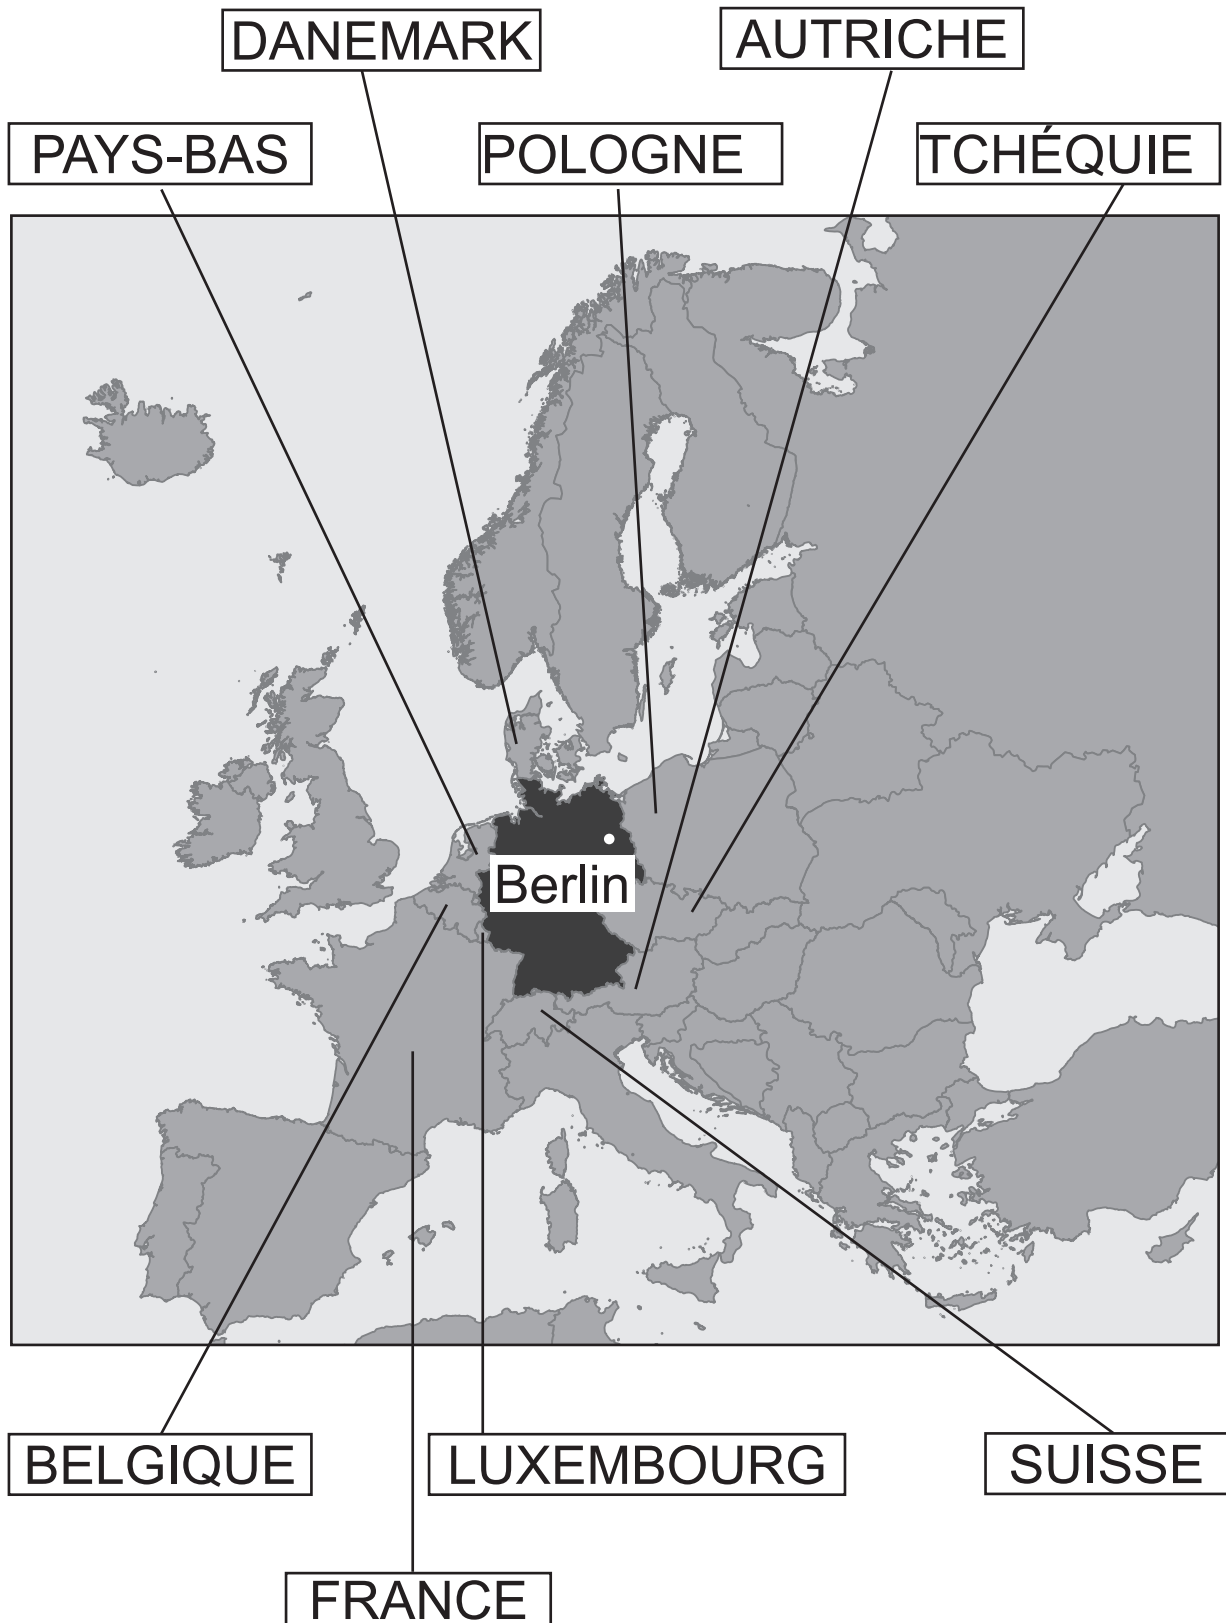 DANEMARK
AUTRICHE
PAYS-BAS
POLOGNE
TCHÉQUIE
Berlin
BELGIQUE
LUXEMBOURG
SUISSE
FRANCE